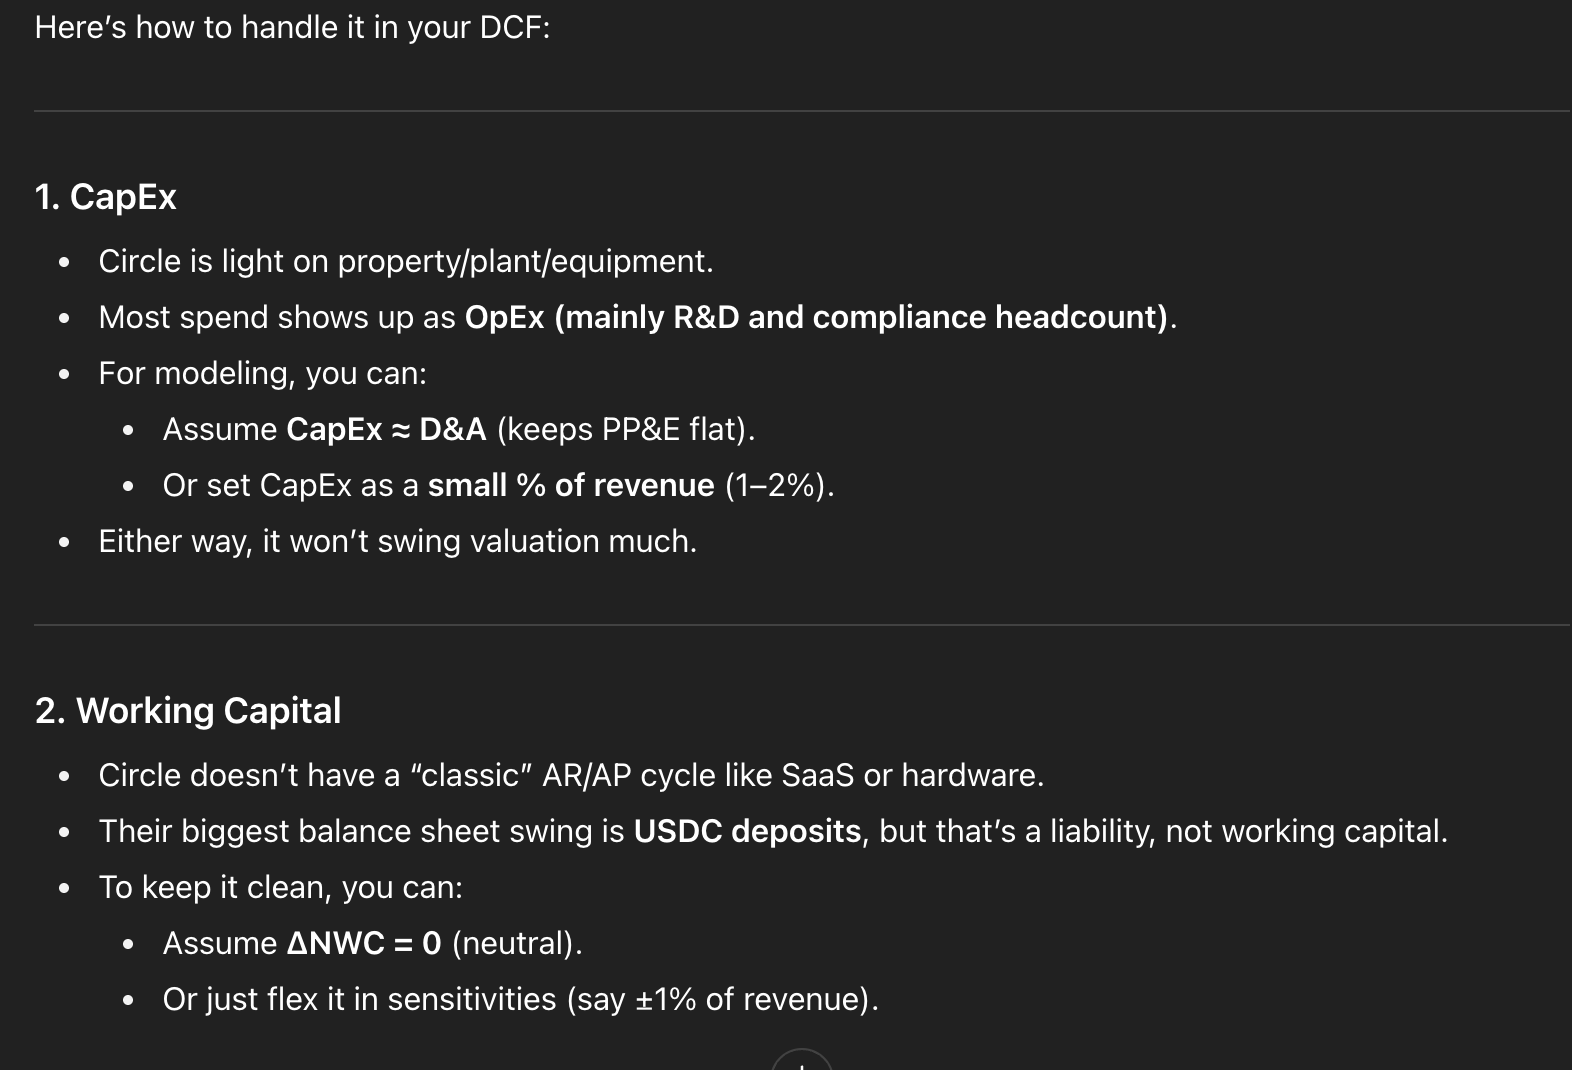 Here’s how to handle it in your DCF:
1. CapEx
• Circle is light on property/plant/equipment.
• Most spend shows up as OpEx (mainly R&D and compliance headcount).
• For modeling, you can:
• Assume CapEx ≈ D&A (keeps PP&E flat).
• Or set CapEx as a small % of revenue (1–2%).
• Either way, it won’t swing valuation much.
2. Working Capital
• Circle doesn’t have a “classic” AR/AP cycle like SaaS or hardware.
• Their biggest balance sheet swing is USDC deposits, but that’s a liability, not working capital.
• To keep it clean, you can:
• Assume ΔNWC = 0 (neutral).
• Or just flex it in sensitivities (say ±1% of revenue).